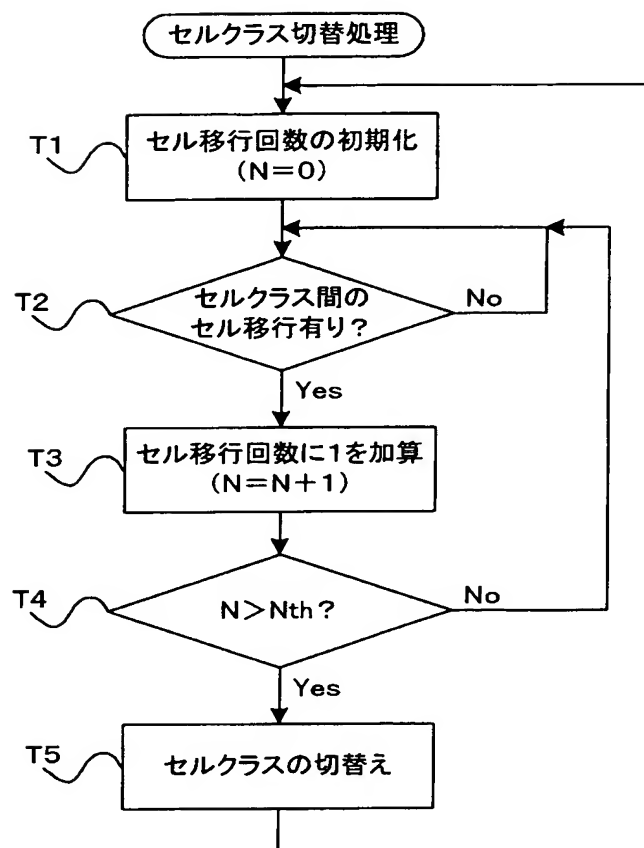 セルクラス切替処理
T1
セル移行回数の初期化
(N=0)
T2
セルクラス間の
セル移行有り?
No
Yes
T3
セル移行回数に1を加算
(N=N+1)
T4
N>Nth?
No
Yes
T5
セルクラスの切替え